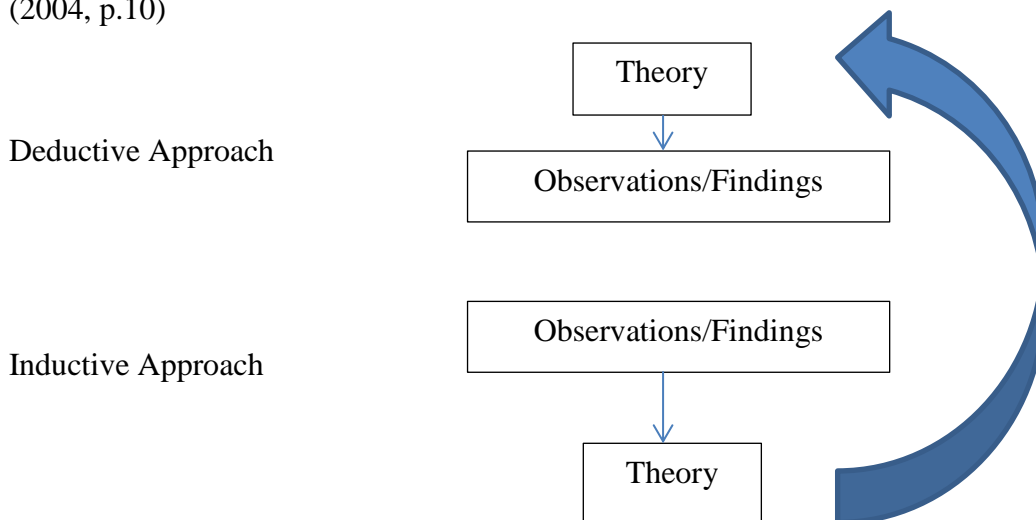 (2004, p.10)
Theory
Deductive Approach
Observations/Findings
Observations/Findings
Inductive Approach
Theory